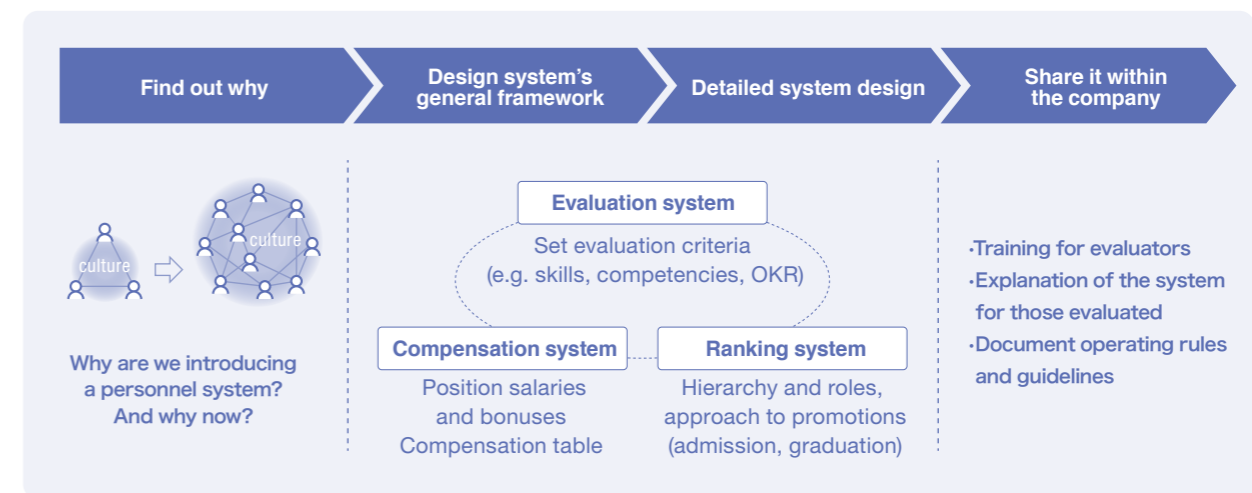 Find out why
Design system's
general framework
Detailed system design
Share it within
the company
culture
culture
Why are we introducing
a personnel system?
And why now?
Evaluation system
Set evaluation criteria
(e.g. skills, competencies, OKR)
Compensation system
Position salaries
and bonuses
Compensation table
Ranking system
Hierarchy and roles,
approach to promotions
(admission, graduation)
·Training for evaluators
·Explanation of the system
for those evaluated
·Document operating rules
and guidelines